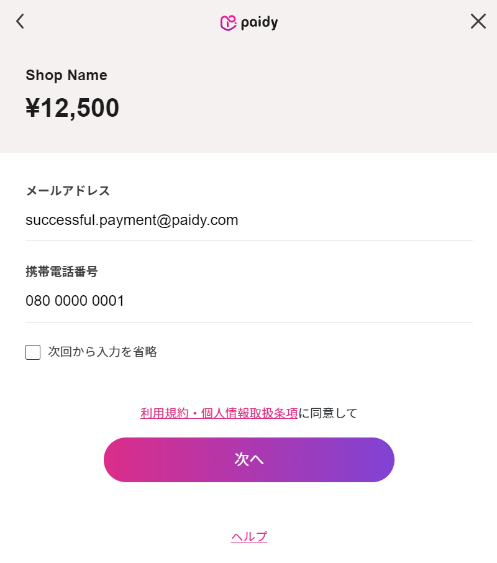 paidy
Shop Name
¥12,500
メールアドレス
successful.payment@paidy.com
携帯電話番号
080 0000 0001
次回から入力を省略
利用規約・個人情報取扱条項に同意して
次へ
ヘルプ